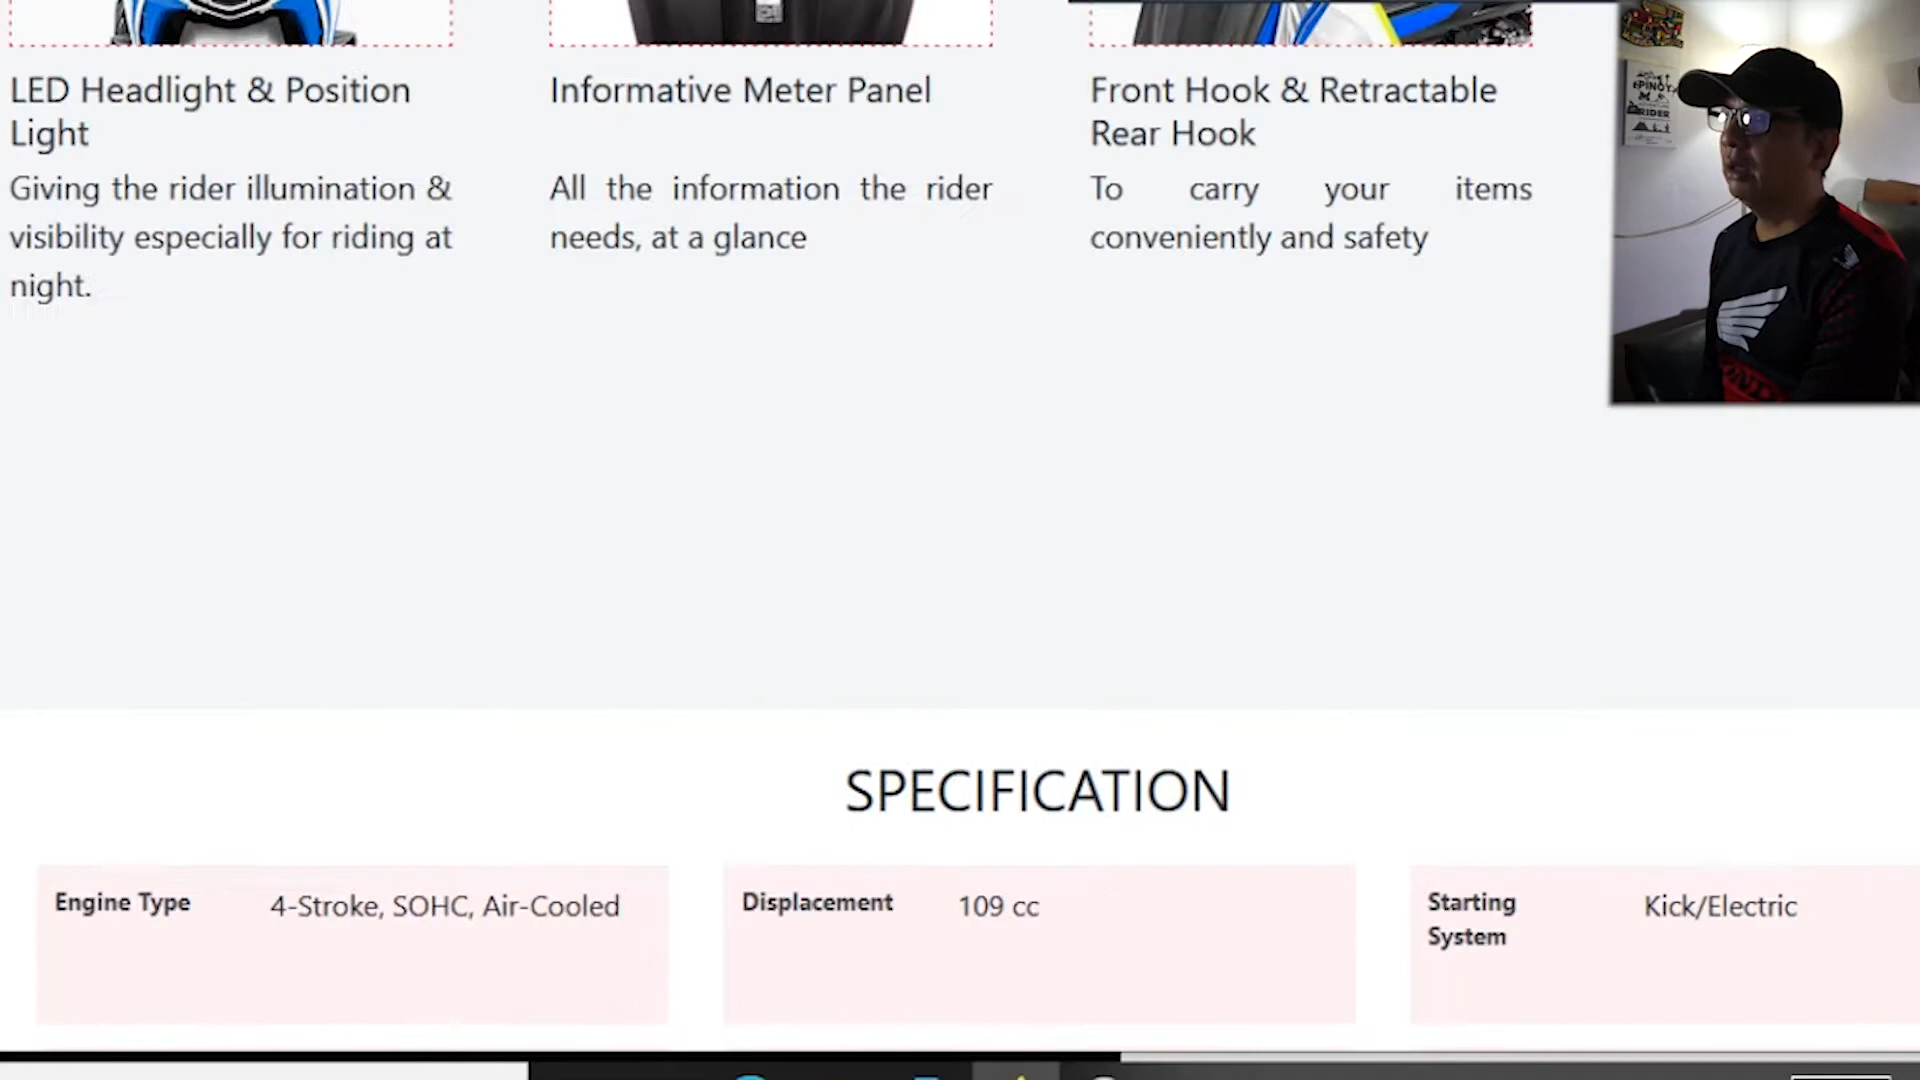 LED Headlight & Position
Light
Giving the rider illumination &
visibility especially for riding at
night.
Informative Meter Panel
All the information the rider
needs, at a glance
Front Hook & Retractable
Rear Hook
To carry your items
conveniently and safety
PINOY
RIDER
SPECIFICATION
Engine Type
4-Stroke, SOHC, Air-Cooled
Displacement
109 cc
Starting
System
Kick/Electric